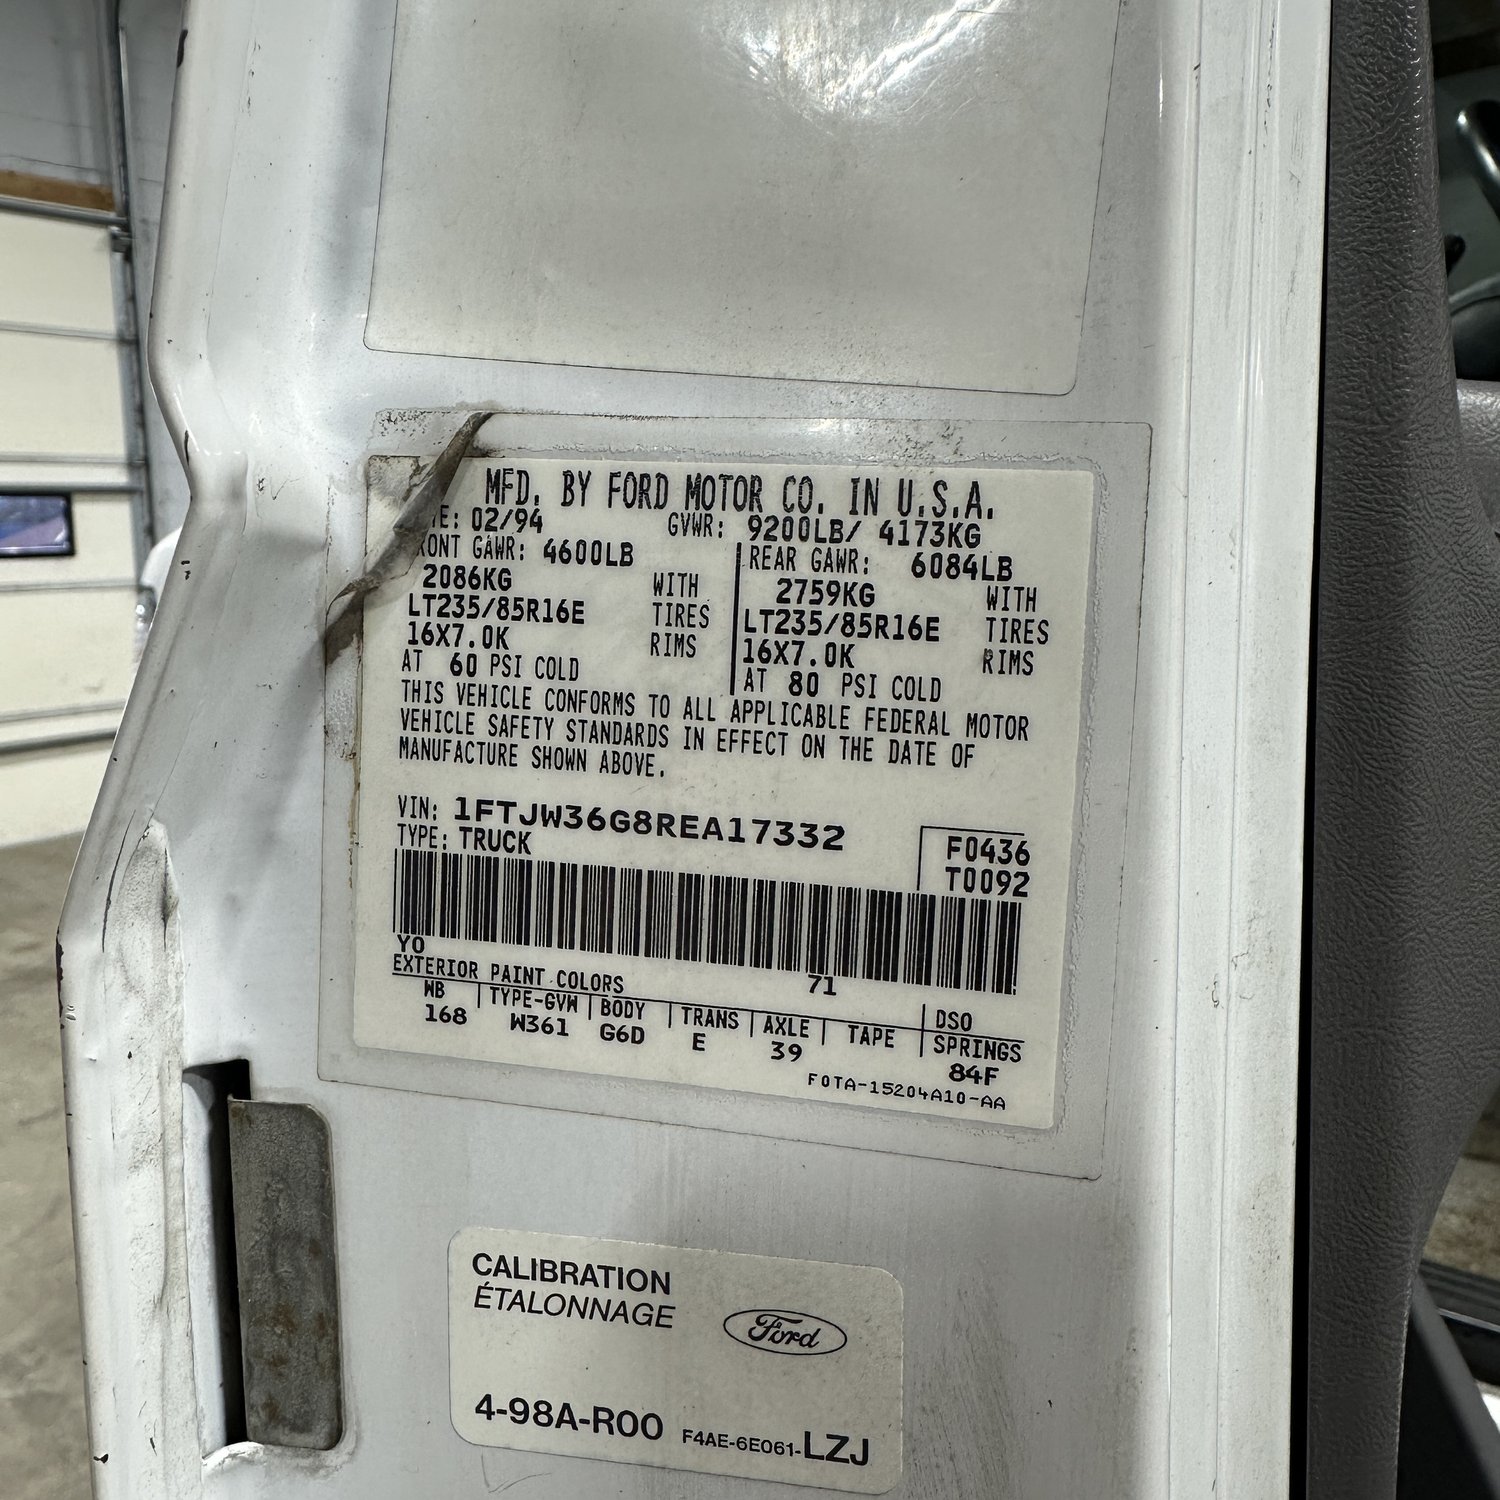 MFD. BY FORD MOTOR CO. IN U.S.A.
02/94 GVWR: 9200LB/ 4173KG
GAWR: 4600LB REAR GAWR: 6084LB
2086KG WITH 2759KG WITH
LT235/85R16E TIRES LT235/85R16E TIRES
16X7.0K RIMS 16X7.0K RIMS
AT 60 PSI COLD AT 80 PSI COLD
THIS VEHICLE CONFORMS TO ALL APPLICABLE FEDERAL MOTOR
VEHICLE SAFETY STANDARDS IN EFFECT ON THE DATE OF
MANUFACTURE SHOWN ABOVE.
VIN: 1FTJW36G8REA17332
TYPE: TRUCK
F0436
T0092
YO
EXTERIOR PAINT COLORS 71 DSO
WB TYPE-GVW BODY TRANS AXLE TAPE SPRINGS
168 W361 G6D E 39 84F
F0TA-15204A10-AA
CALIBRATION
ÉTALONNAGE
Ford
4-98A-R00 F4AE-6E061-LZJ